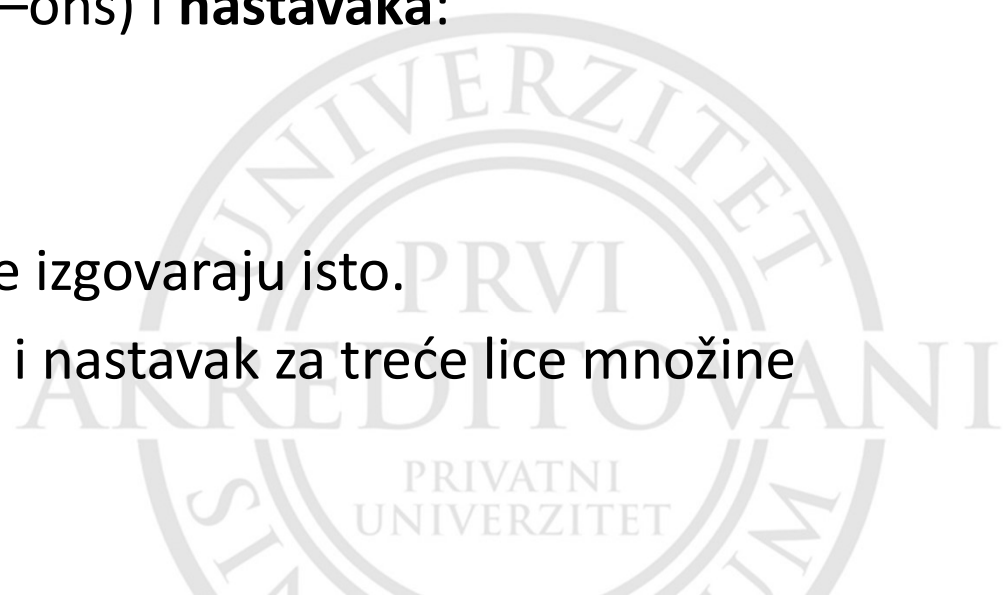 –ons) i nastavaka:
UNIVERZITET
e izgovaraju isto.
PRVI
i nastavak za treće lice množine
AKREDITOVANI
PRIVATNI
UNIVERZITET